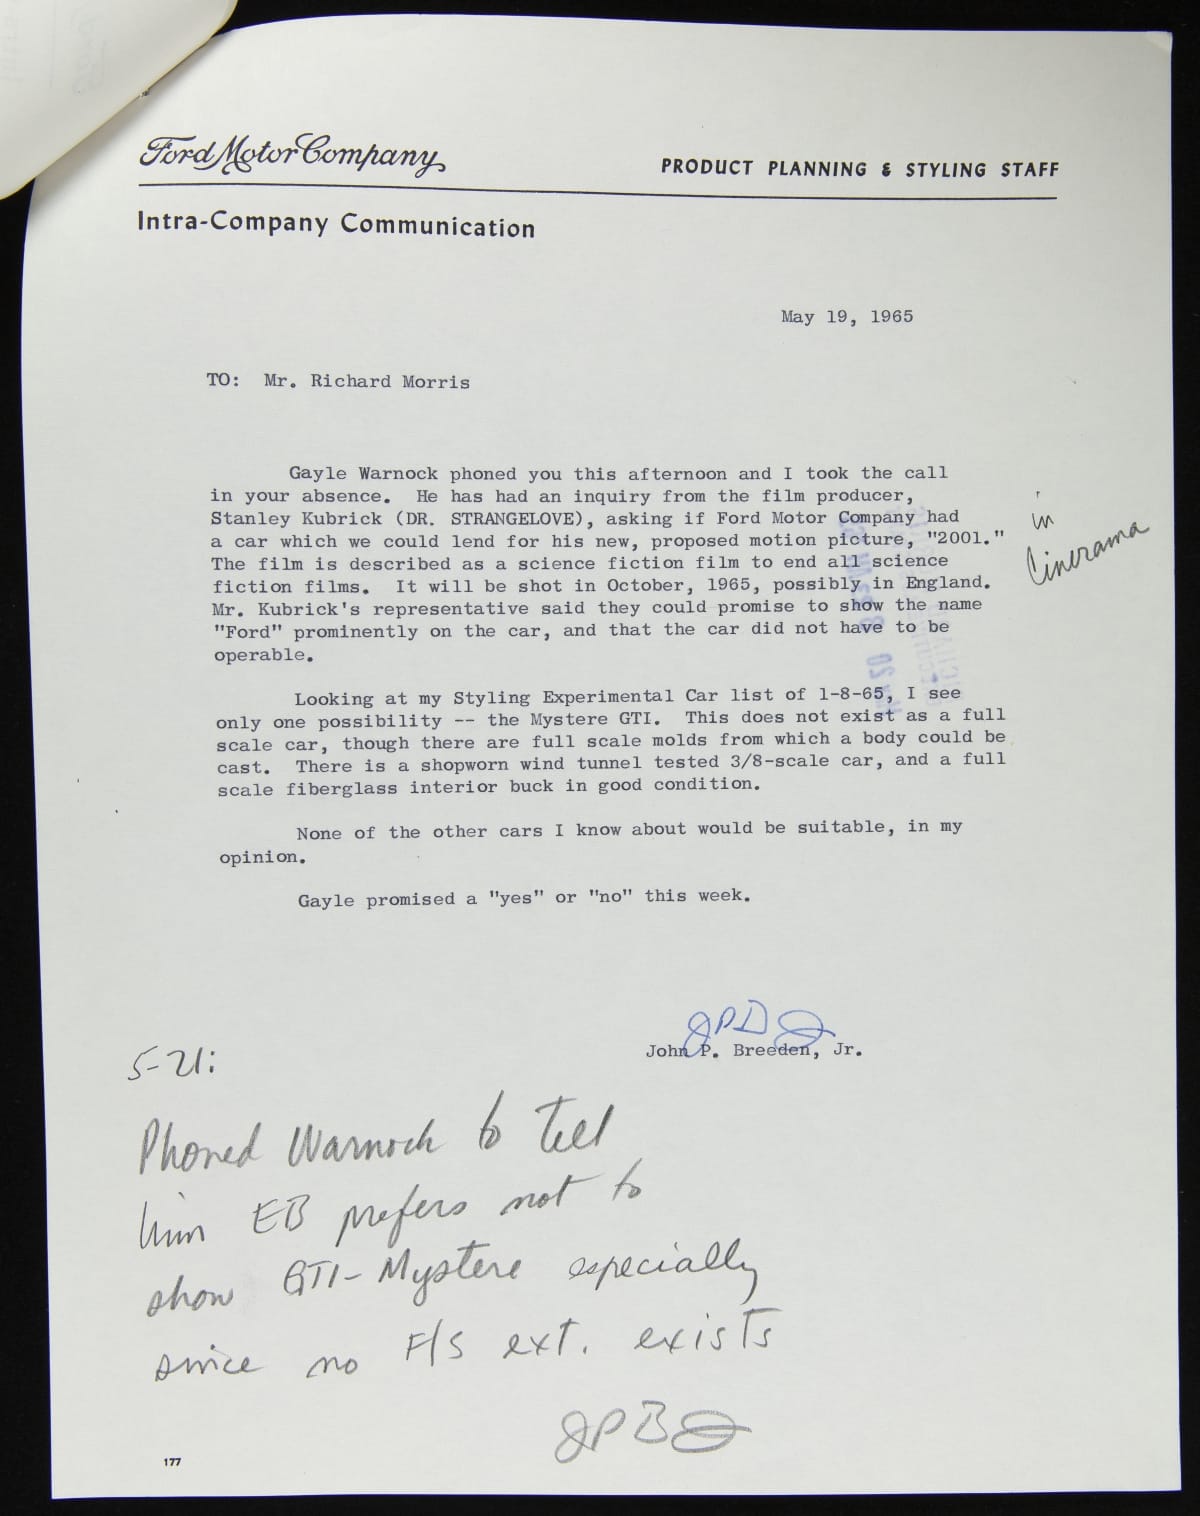 Ford Motor Company,
PRODUCT PLANNING & STYLING STAFF
Intra-Company Communication
May 19, 1965
TO: Mr. Richard Morris
Gayle Warnock phoned you this afternoon and I took the call
in your absence. He has had an inquiry from the film producer,
Stanley Kubrick (DR. STRANGELOVE), asking if Ford Motor Company had
a car which we could lend for his new, proposed motion picture, "2001."
The film is described as a science fiction film to end all science
fiction films. It will be shot in October, 1965, possibly in England.
Mr. Kubrick's representative said they could promise to show the name
"Ford" prominently on the car, and that the car did not have to be
operable.
in
Cinerama
Looking at my Styling Experimental Car list of 1-8-65, I see
only one possibility -- the Mystere GTI. This does not exist as a full
scale car, though there are full scale molds from which a body could be
cast. There is a shopworn wind tunnel tested 3/8-scale car, and a full
scale fiberglass interior buck in good condition.
None of the other cars I know about would be suitable, in my
opinion.
Gayle promised a "yes" or "no" this week.
John P. Breeden, Jr.
5-21:
Phoned Warnock to tell
him EB prefers not to
show GTI-Mystere especially
since no F/S ext. exists
JPB
177